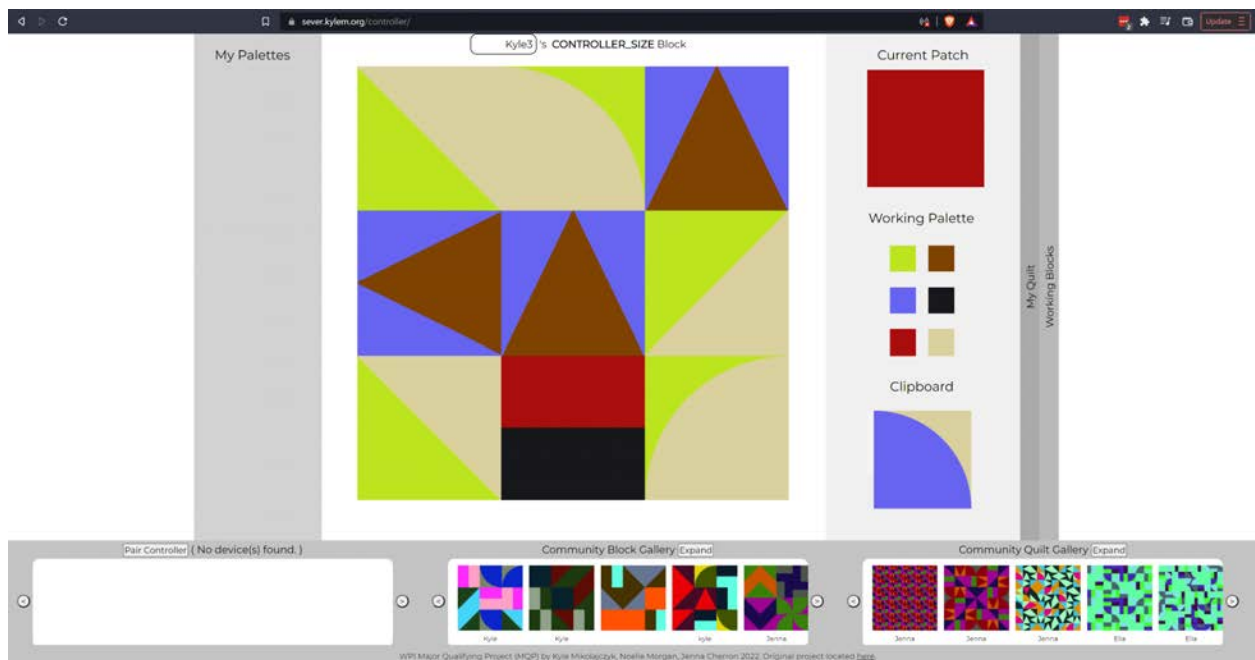 sever.kylem.org/controller/
Update
My Palettes
Kyle3 's CONTROLLER_SIZE Block
Current Patch
Working Palette
Clipboard
My Quilt
Working Blocks
Pair Controller ( No device(s) found. )
Community Block Gallery Expand
Community Quilt Gallery Expand
< > < > < >
Kyle Kyle kyle Jenna
Jenna Jenna Jenna Ella Ella
WPI Major Qualifying Project (MQP) by Kyle Mikolajczyk, Noelle Morgan, Jenna Cherron 2022. Original project located here.